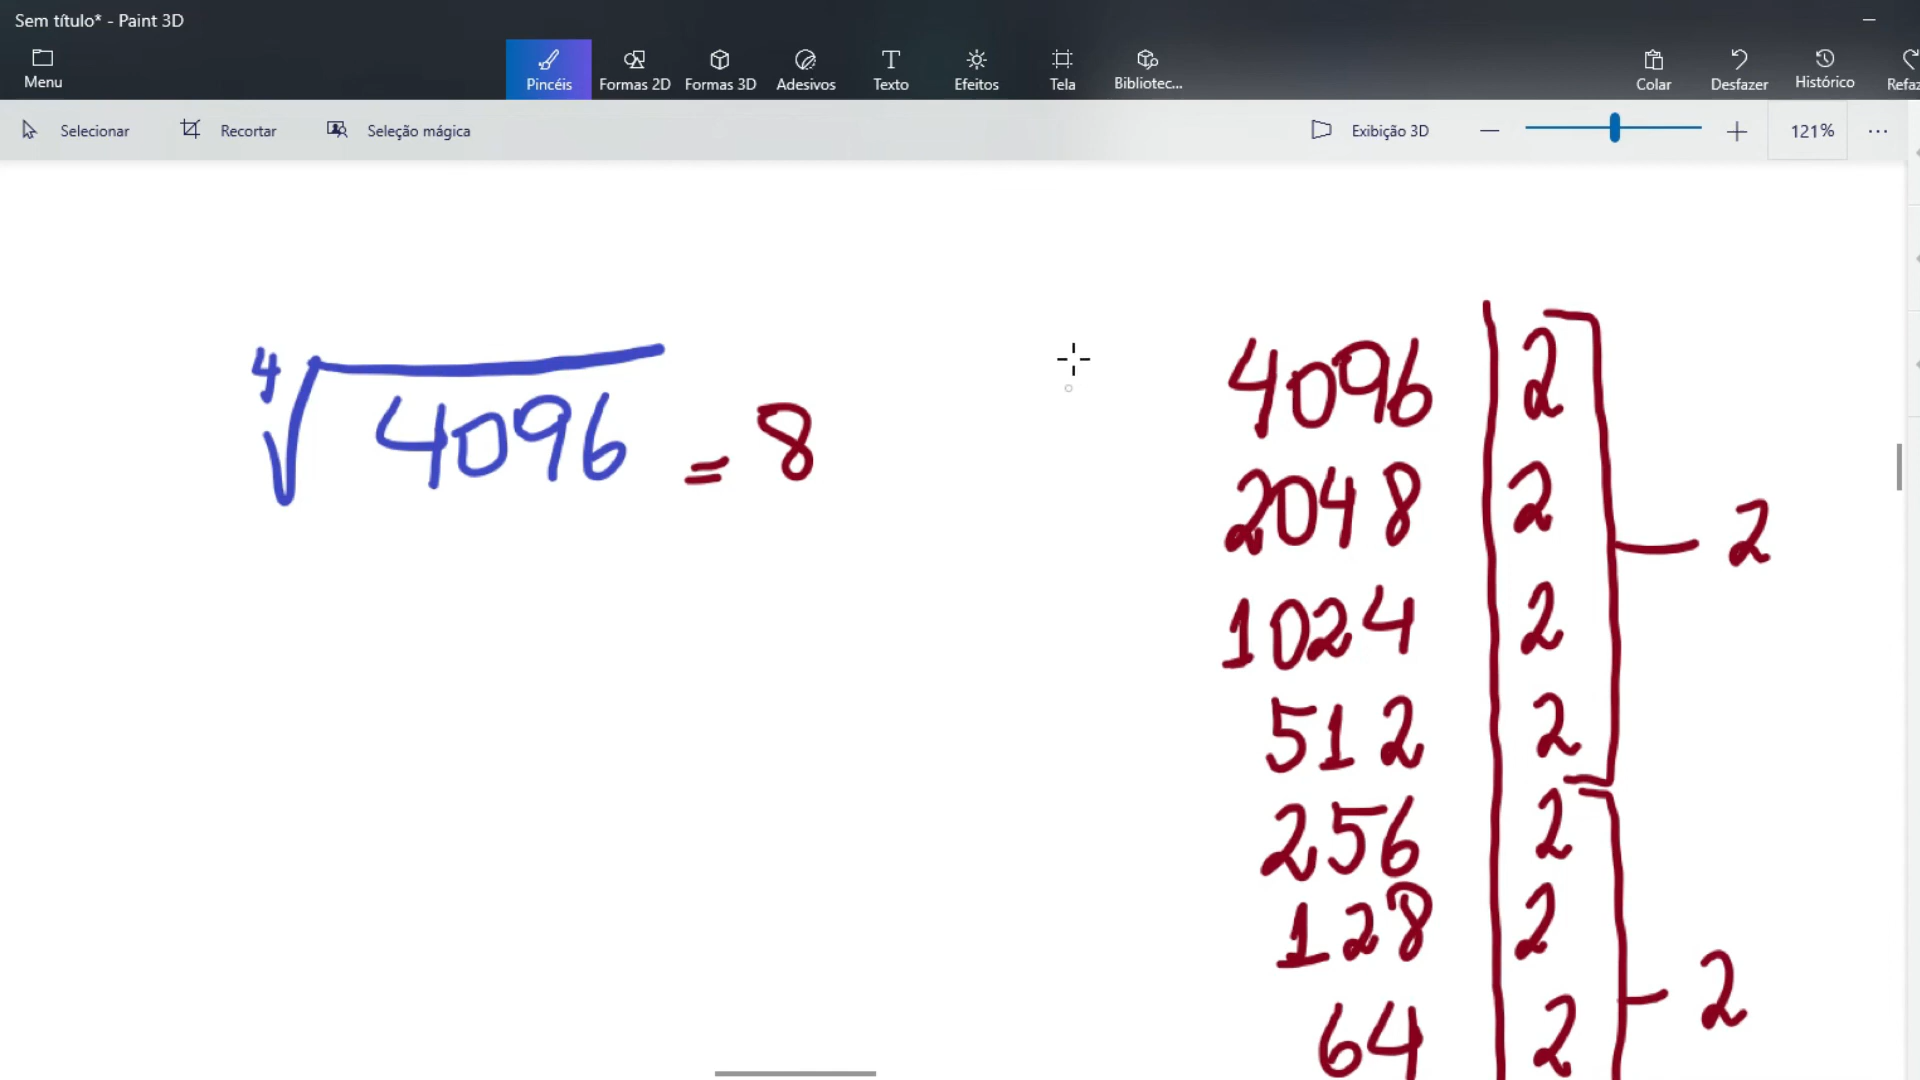 Sem título* - Paint 3D
Menu
Pincéis
Formas 2D
Formas 3D
Adesivos
Texto
Efeitos
Tela
Bibliotec...
Colar
Desfazer
Histórico
Refaz
Selecionar
Recortar
Seleção mágica
Exibição 3D
121%
4√4096 = 8
4096 | 2
2048 | 2
2
1024 | 2
512 | 2
256 | 2
128 | 2
2
64 | 2